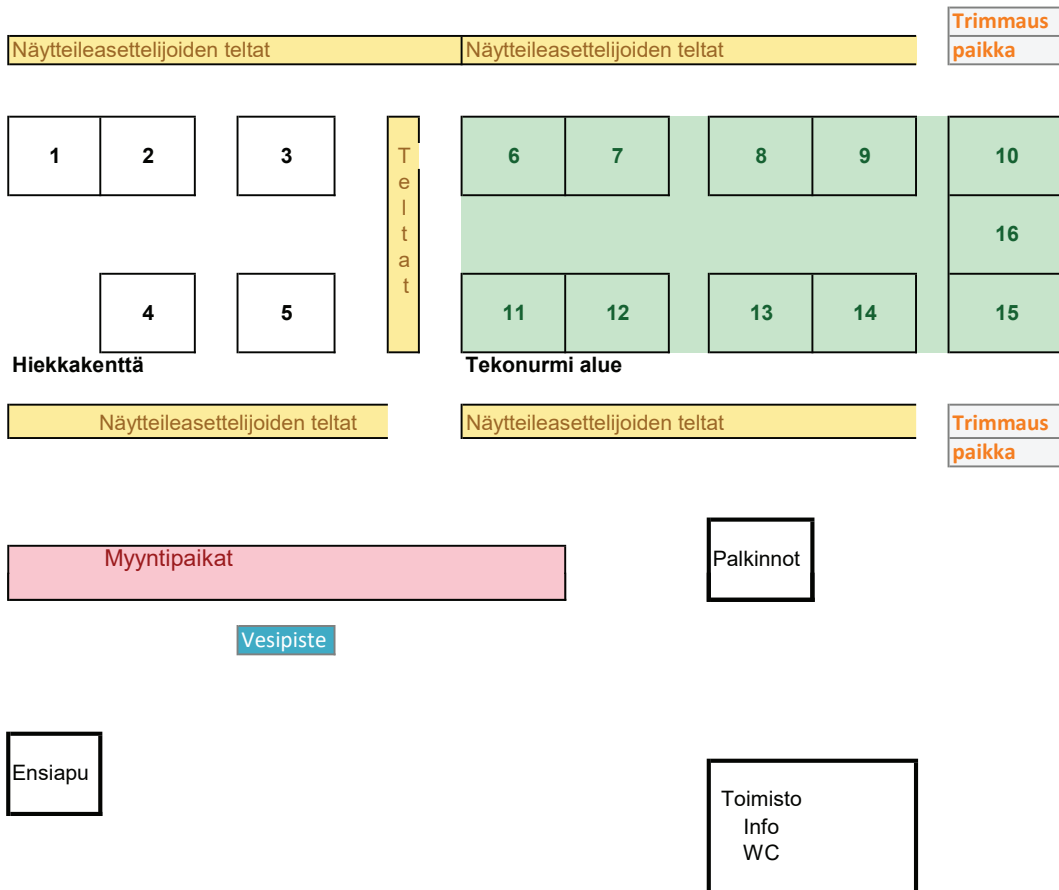 Trimmaus
Näytteileasettelijoiden teltat Näytteileasettelijoiden teltat paikka
1 2 3 6 7 8 9 10
Teltat
16
4 5 11 12 13 14 15
Hiekkakenttä Tekonurmi alue
Näytteileasettelijoiden teltat Näytteileasettelijoiden teltat Trimmaus
paikka
Myyntipaikat Palkinnot
Vesipiste
Ensiapu
Toimisto
Info
WC